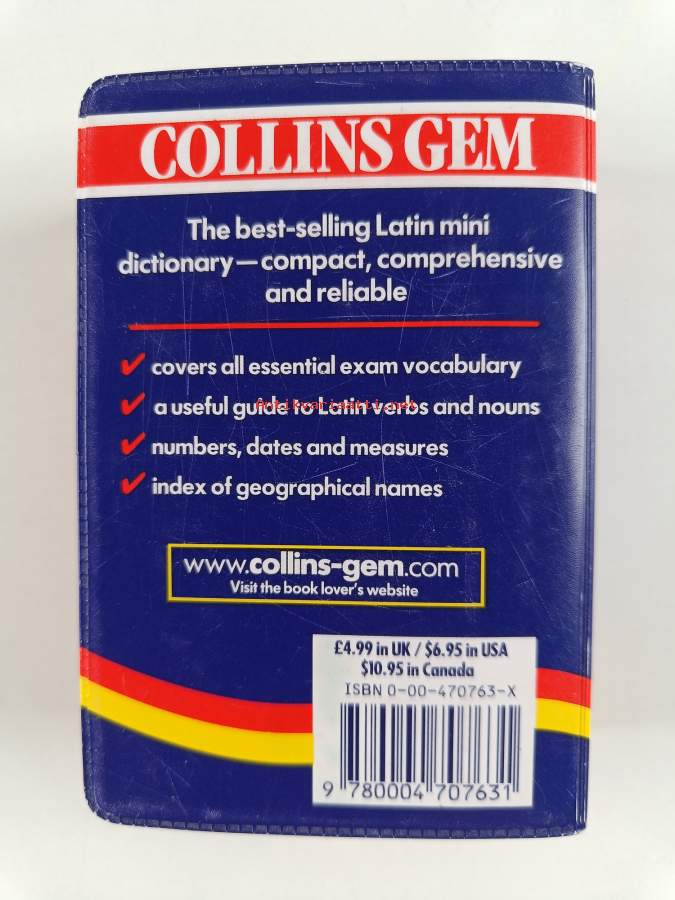 COLLINS GEM
The best-selling Latin mini
dictionary—compact, comprehensive
and reliable
covers all essential exam vocabulary
a useful guide to Latin verbs and nouns
Antikvariaatti.net
numbers, dates and measures
index of geographical names
www.collins-gem.com
Visit the book lover's website
£4.99 in UK / $6.95 in USA
$10.95 in Canada
ISBN 0-00-470763-X
9 780004 707631